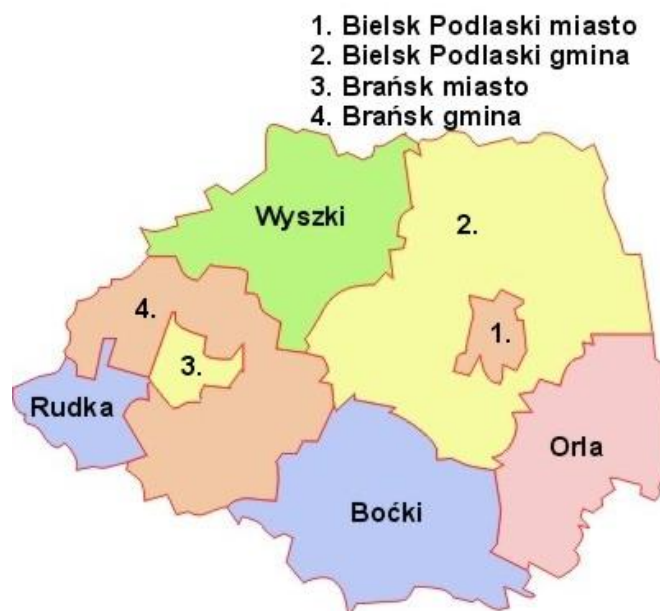 1. Bielsk Podlaski miasto
2. Bielsk Podlaski gmina
3. Brańsk miasto
4. Brańsk gmina
Wyszki
2.
4.
1.
3.
Rudka
Orla
Boćki